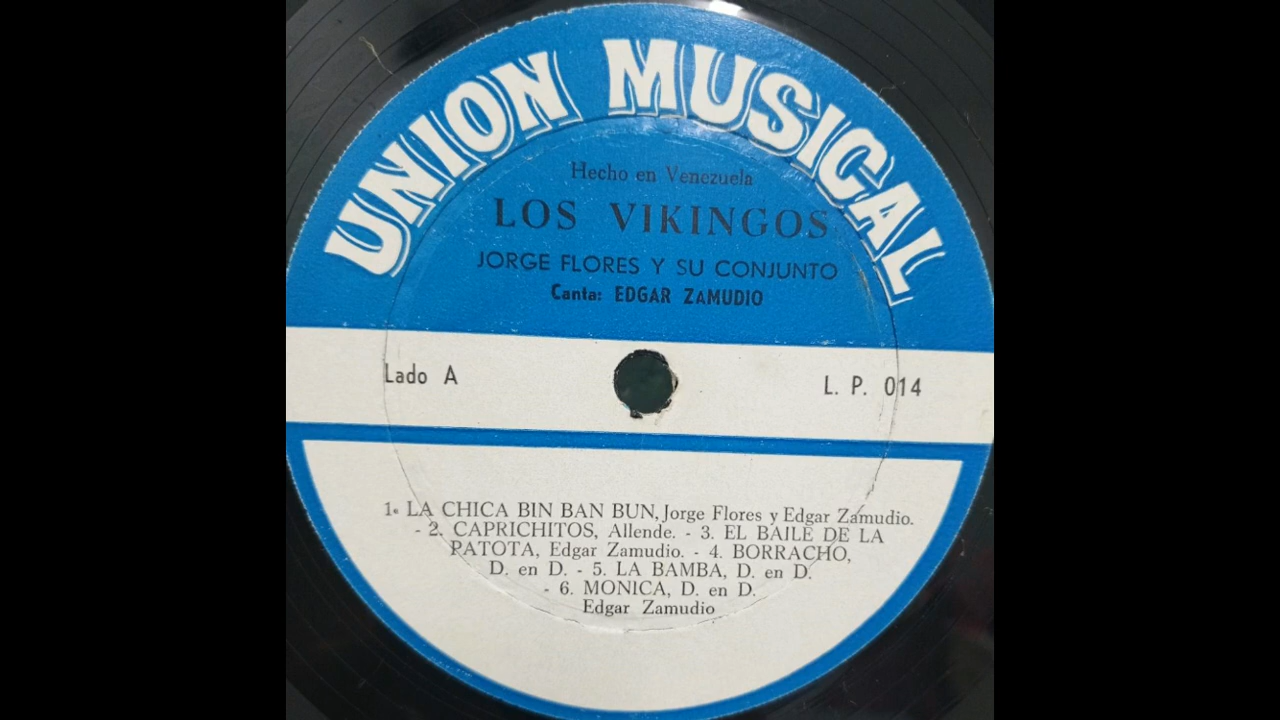 UNION MUSICAL
Hecho en Venezuela
LOS VIKINGOS
JORGE FLORES Y SU CONJUNTO
Canta: EDGAR ZAMUDIO
Lado A
L. P. 014
1. LA CHICA BIN BAN BUN, Jorge Flores y Edgar Zamudio.
- 2. CAPRICHITOS, Allende. - 3. EL BAILE DE LA
PATOTA, Edgar Zamudio. - 4. BORRACHO,
D. en D. - 5. LA BAMBA, D. en D.
- 6. MONICA, D. en D.
Edgar Zamudio